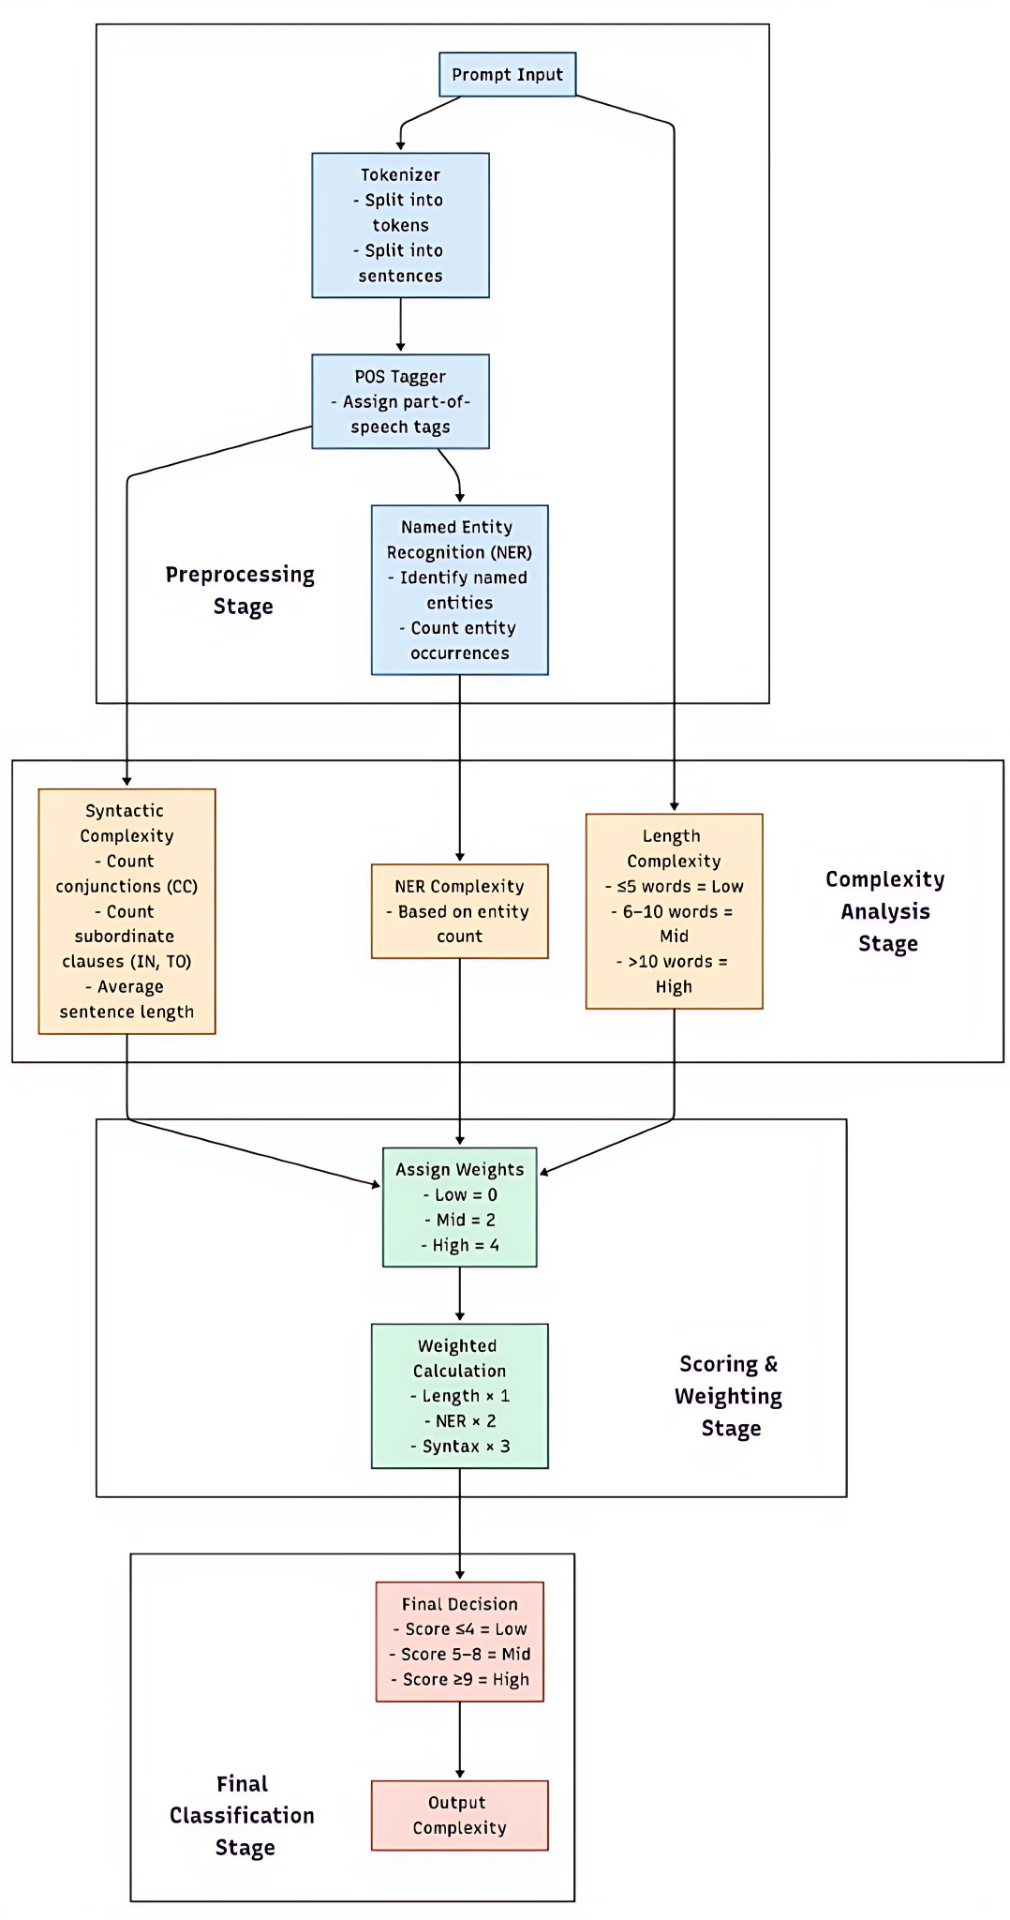 Prompt Input
Tokenizer
- Split into
tokens
- Split into
sentences
POS Tagger
- Assign part-of-
speech tags
Named Entity
Recognition (NER)
- Identify named
entities
- Count entity
occurrences
Preprocessing
Stage
Syntactic
Complexity
- Count
conjunctions (CC)
- Count
subordinate
clauses (IN, TO)
- Average
sentence length
NER Complexity
- Based on entity
count
Length
Complexity
- ≤5 words = Low
- 6–10 words =
Mid
- >10 words =
High
Complexity
Analysis
Stage
Assign Weights
- Low = 0
- Mid = 2
- High = 4
Weighted
Calculation
- Length × 1
- NER × 2
- Syntax × 3
Scoring &
Weighting
Stage
Final Decision
- Score ≤4 = Low
- Score 5–8 = Mid
- Score ≥9 = High
Output
Complexity
Final
Classification
Stage